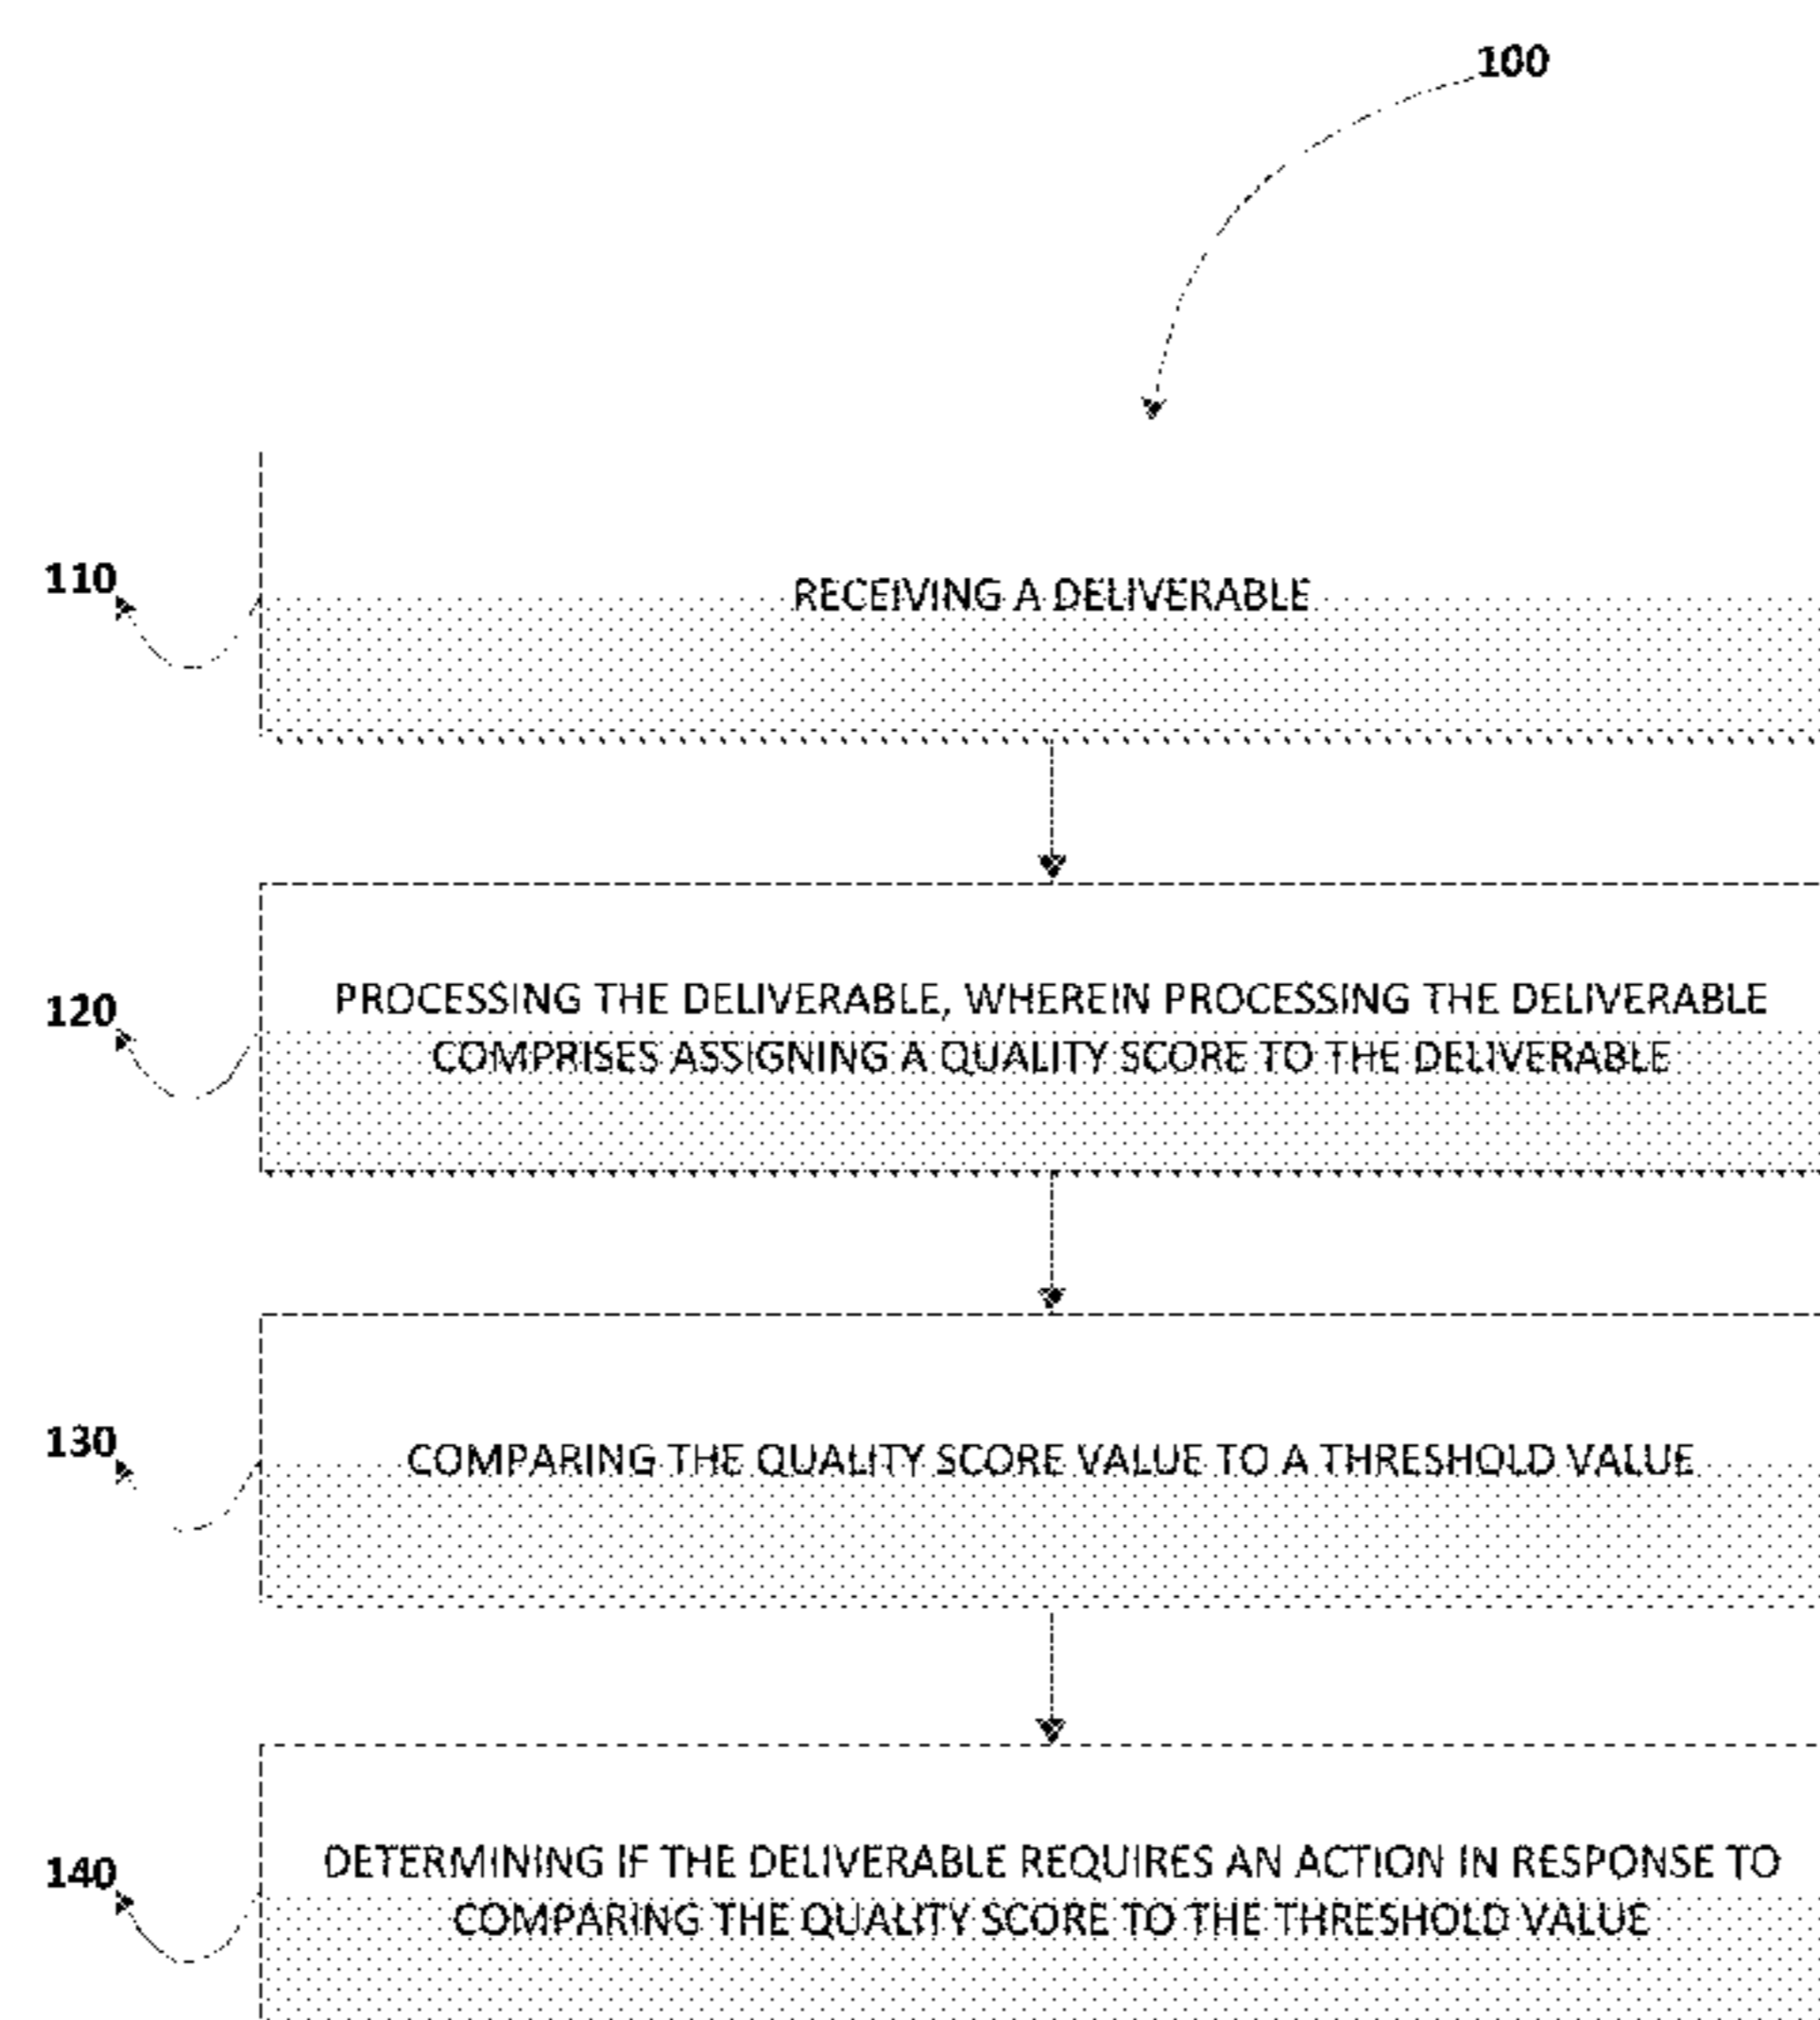 100
110
RECEIVING A DELIVERABLE
120
PROCESSING THE DELIVERABLE, WHEREIN PROCESSING THE DELIVERABLE
COMPRISES ASSIGNING A QUALITY SCORE TO THE DELIVERABLE
130
COMPARING THE QUALITY SCORE VALUE TO A THRESHOLD VALUE
140
DETERMINING IF THE DELIVERABLE REQUIRES AN ACTION IN RESPONSE TO
COMPARING THE QUALITY SCORE TO THE THRESHOLD VALUE